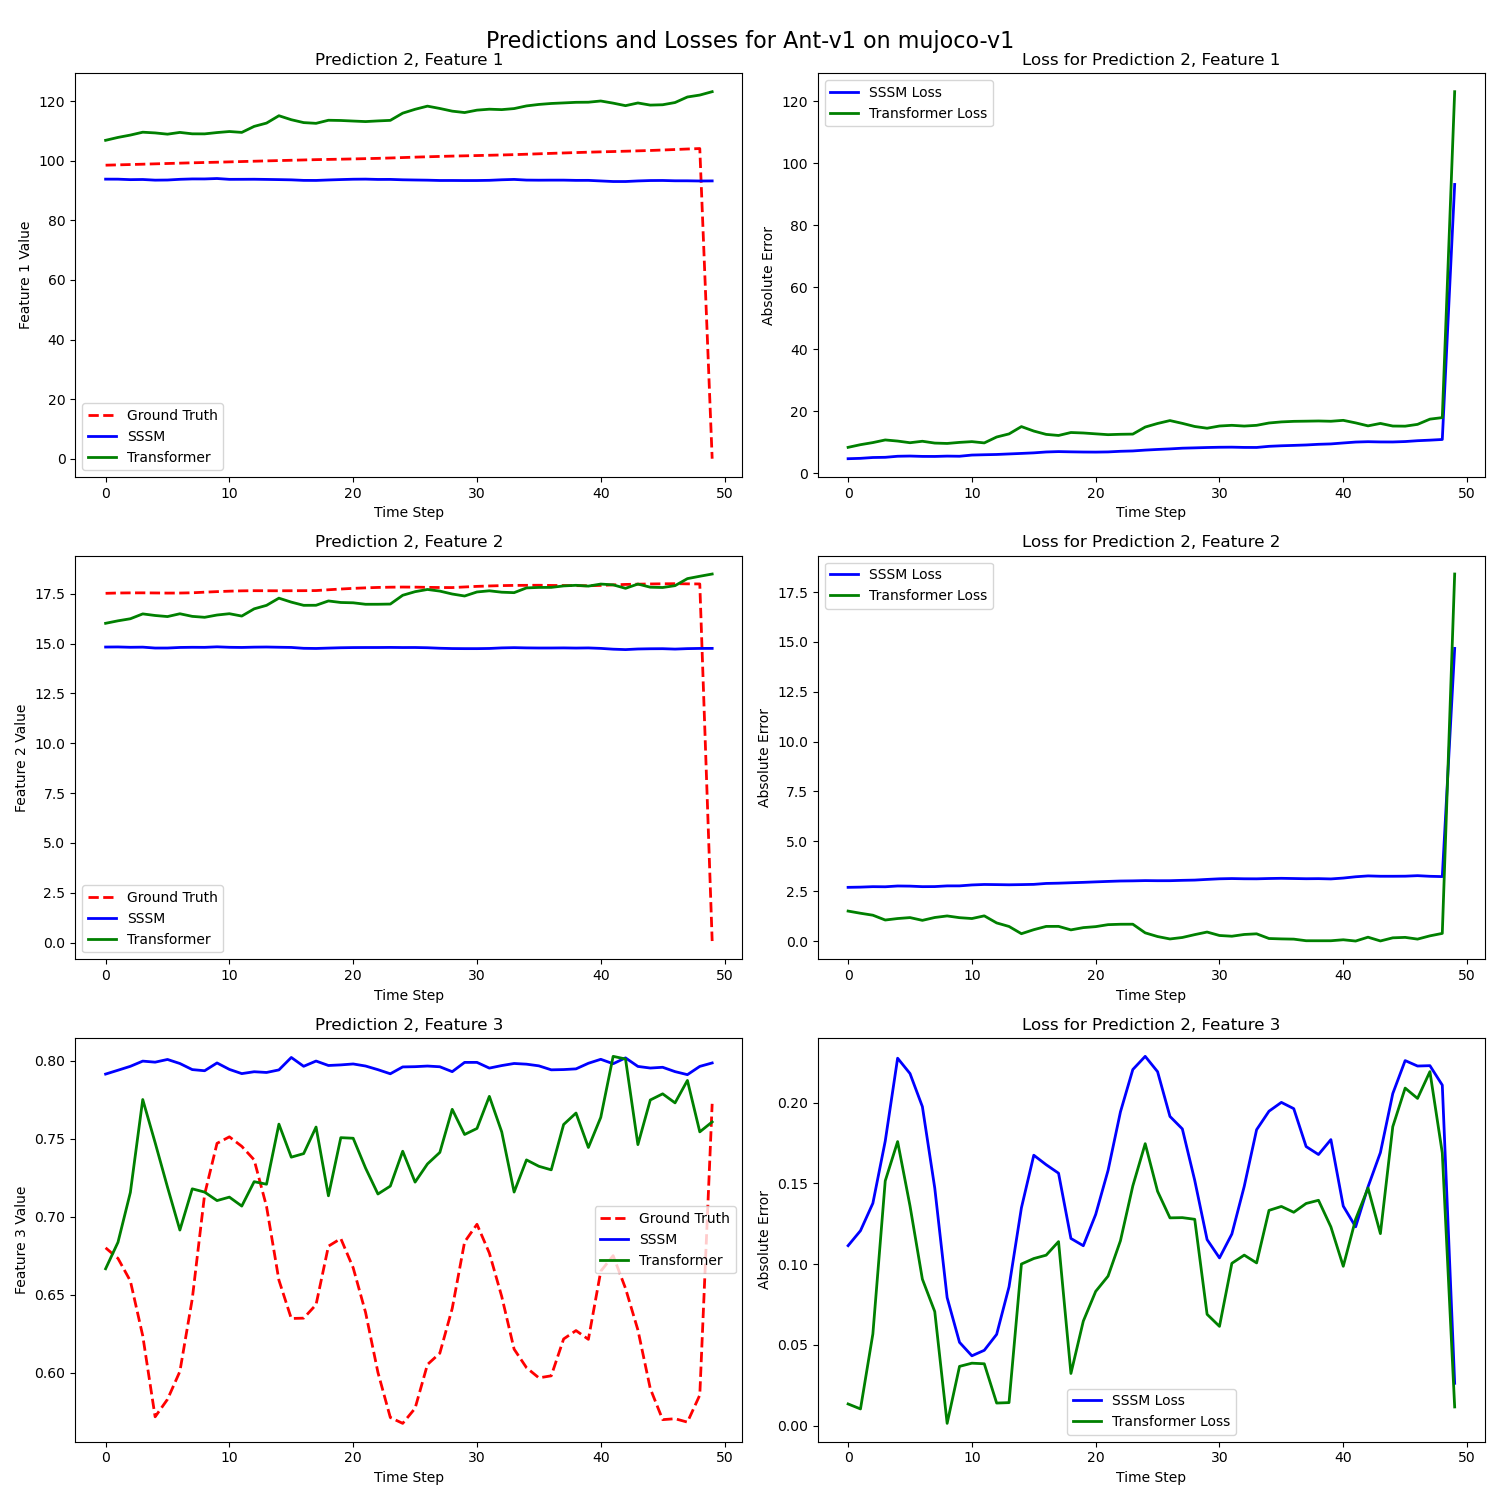 Predictions and Losses for Ant-v1 on mujoco-v1
Prediction 2, Feature 1
Feature 1 Value
120
100
80
60
40
20
0
Ground Truth
SSSM
Transformer
0 10 20 30 40 50
Time Step
Loss for Prediction 2, Feature 1
Absolute Error
120
100
80
60
40
20
0
SSSM Loss
Transformer Loss
0 10 20 30 40 50
Time Step
Prediction 2, Feature 2
Feature 2 Value
17.5
15.0
12.5
10.0
7.5
5.0
2.5
0.0
Ground Truth
SSSM
Transformer
0 10 20 30 40 50
Time Step
Loss for Prediction 2, Feature 2
Absolute Error
17.5
15.0
12.5
10.0
7.5
5.0
2.5
0.0
SSSM Loss
Transformer Loss
0 10 20 30 40 50
Time Step
Prediction 2, Feature 3
Feature 3 Value
0.80
0.75
0.70
0.65
0.60
Ground Truth
SSSM
Transformer
0 10 20 30 40 50
Time Step
Loss for Prediction 2, Feature 3
Absolute Error
0.20
0.15
0.10
0.05
0.00
SSSM Loss
Transformer Loss
0 10 20 30 40 50
Time Step